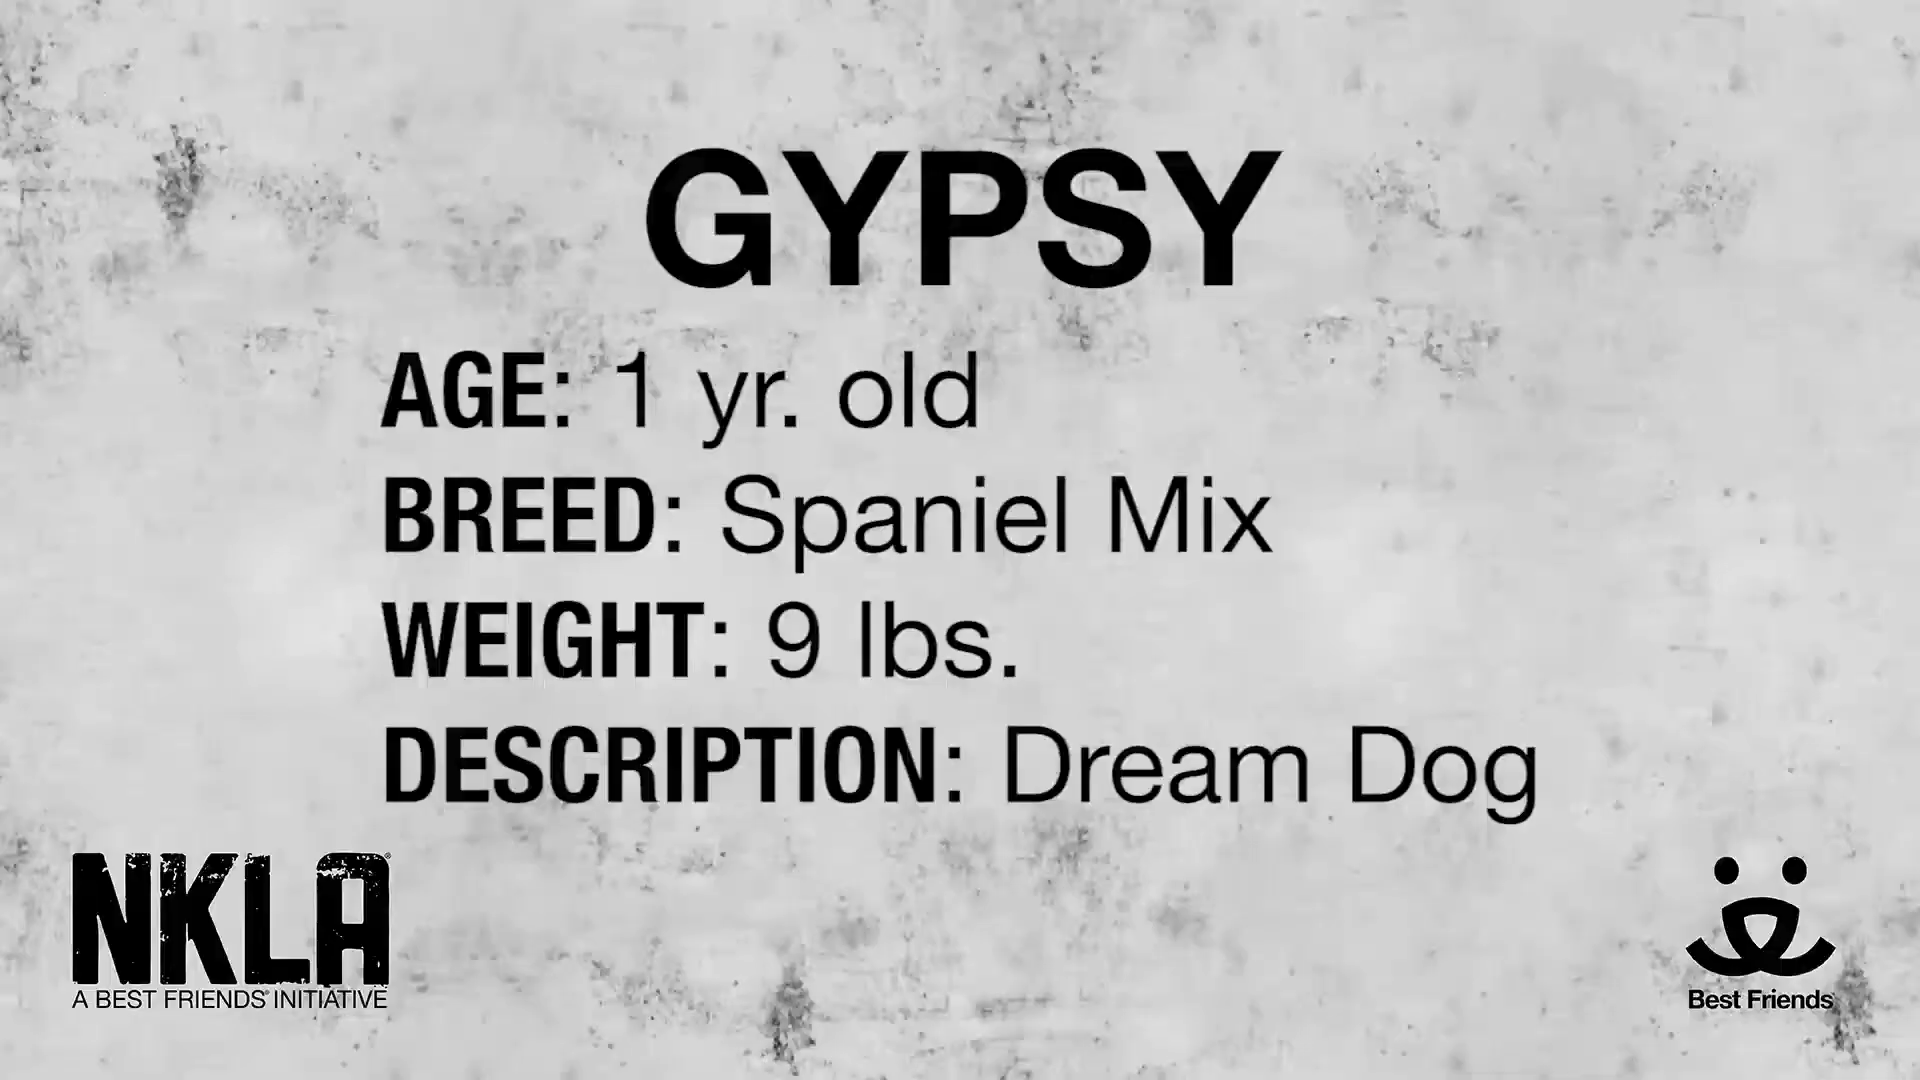 GYPSY
AGE: 1 yr. old
BREED: Spaniel Mix
WEIGHT: 9 lbs.
DESCRIPTION: Dream Dog
NKLA®
A BEST FRIENDS® INITIATIVE
Best Friends